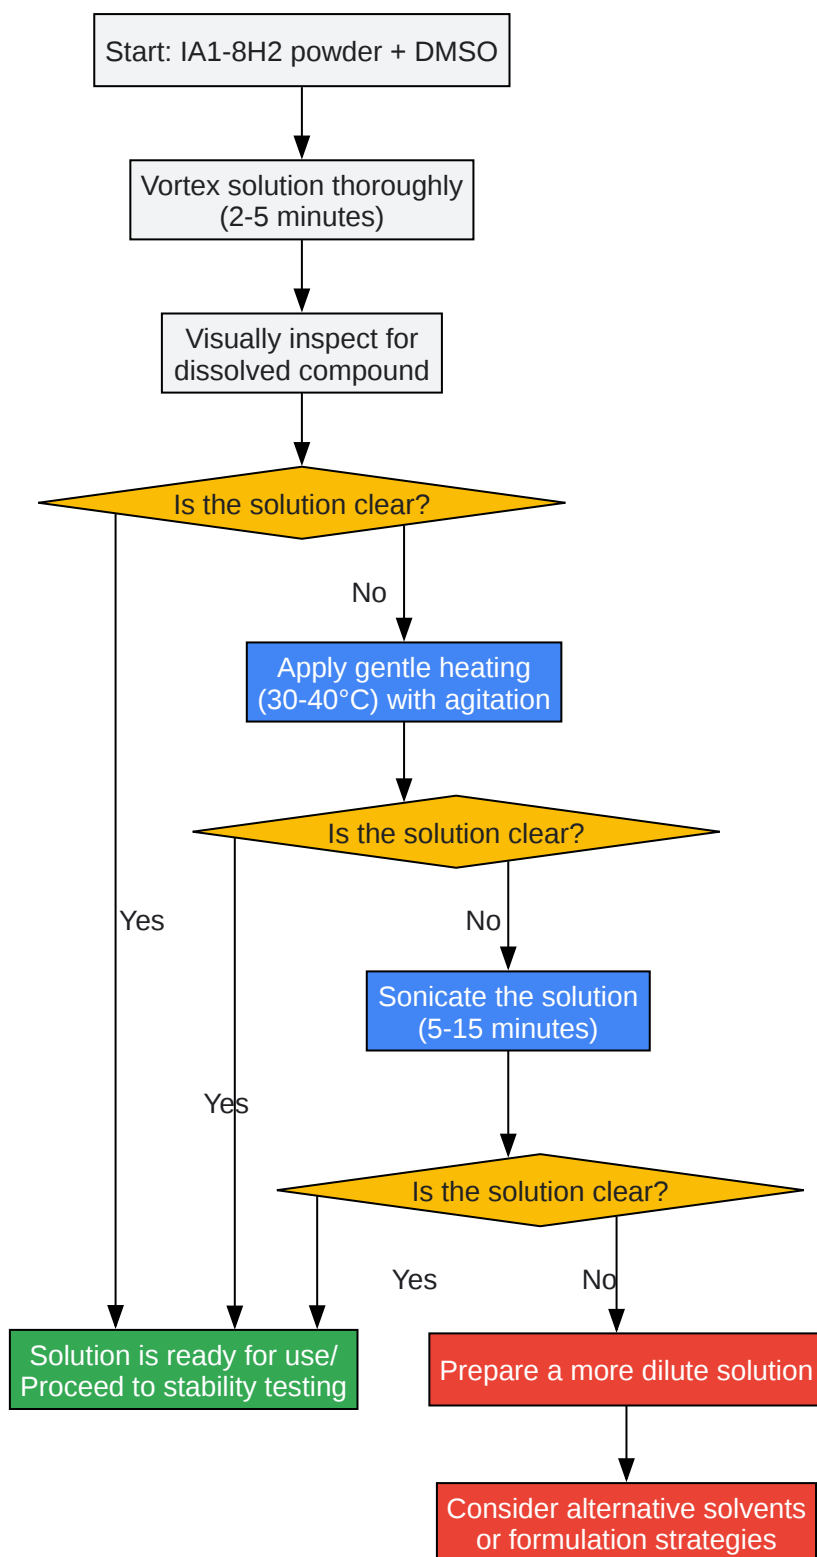 Start: IA1-8H2 powder + DMSO
Vortex solution thoroughly
(2-5 minutes)
Visually inspect for
dissolved compound
Is the solution clear?
No
Apply gentle heating
(30-40°C) with agitation
Is the solution clear?
Yes
No
Sonicate the solution
(5-15 minutes)
Yes
Is the solution clear?
Yes
No
Solution is ready for use/
Proceed to stability testing
Prepare a more dilute solution
Consider alternative solvents
or formulation strategies